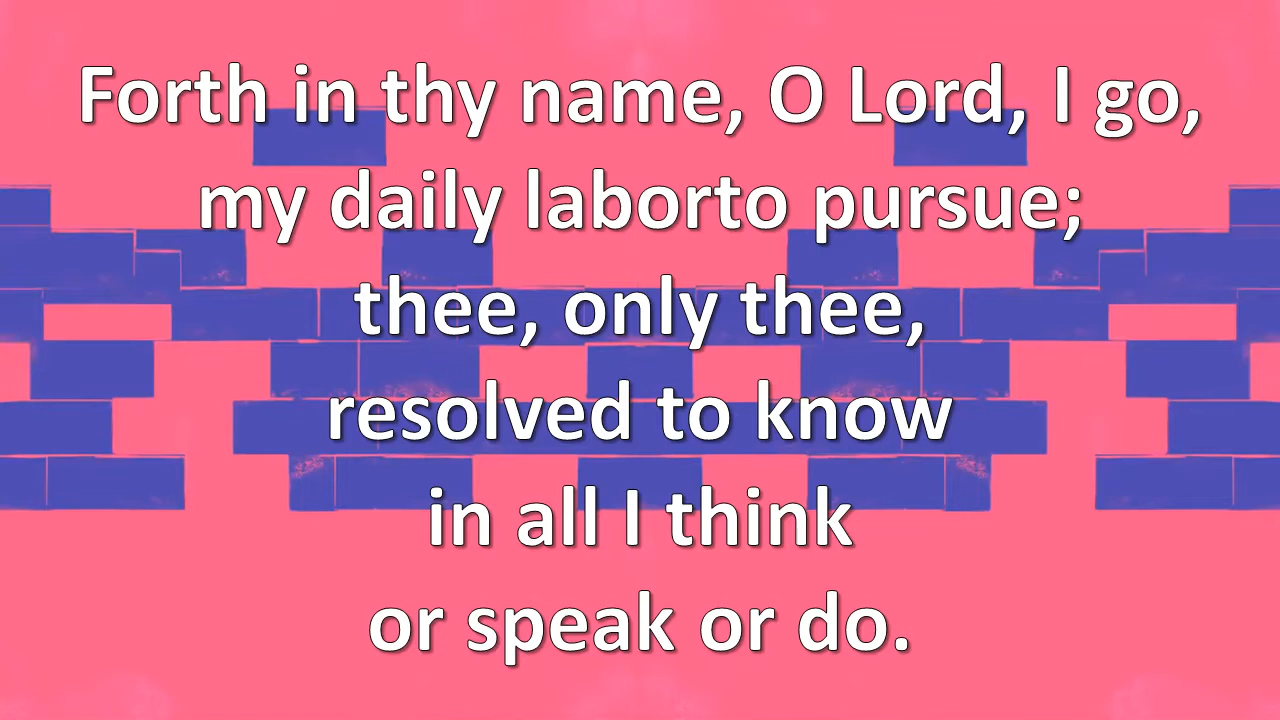 Forth in thy name, O Lord, I go,
my daily laborto pursue;
thee, only thee,
resolved to know
in all I think
or speak or do.